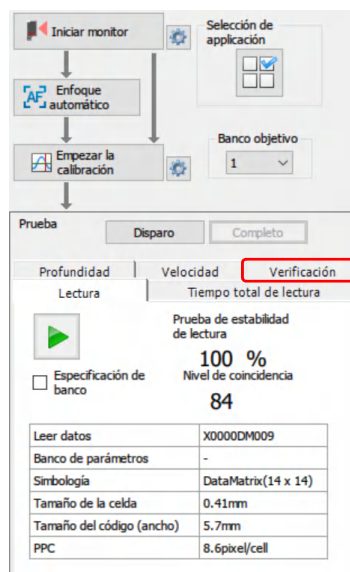 Iniciar monitor
Selección de
aplicación
AF
Enfoque
automático
Banco objetivo
Empezar la
calibración
1
Prueba
Disparo
Completo
Profundidad
Velocidad
Verificación
Lectura
Tiempo total de lectura
Prueba de estabilidad
de lectura
100 %
Especificación de
banco
Nivel de coincidencia
84
Leer datos X0000DM009
Banco de parámetros -
Simbología DataMatrix(14 x 14)
Tamaño de la celda 0.41mm
Tamaño del código (ancho) 5.7mm
PPC 8.6pixel/cell